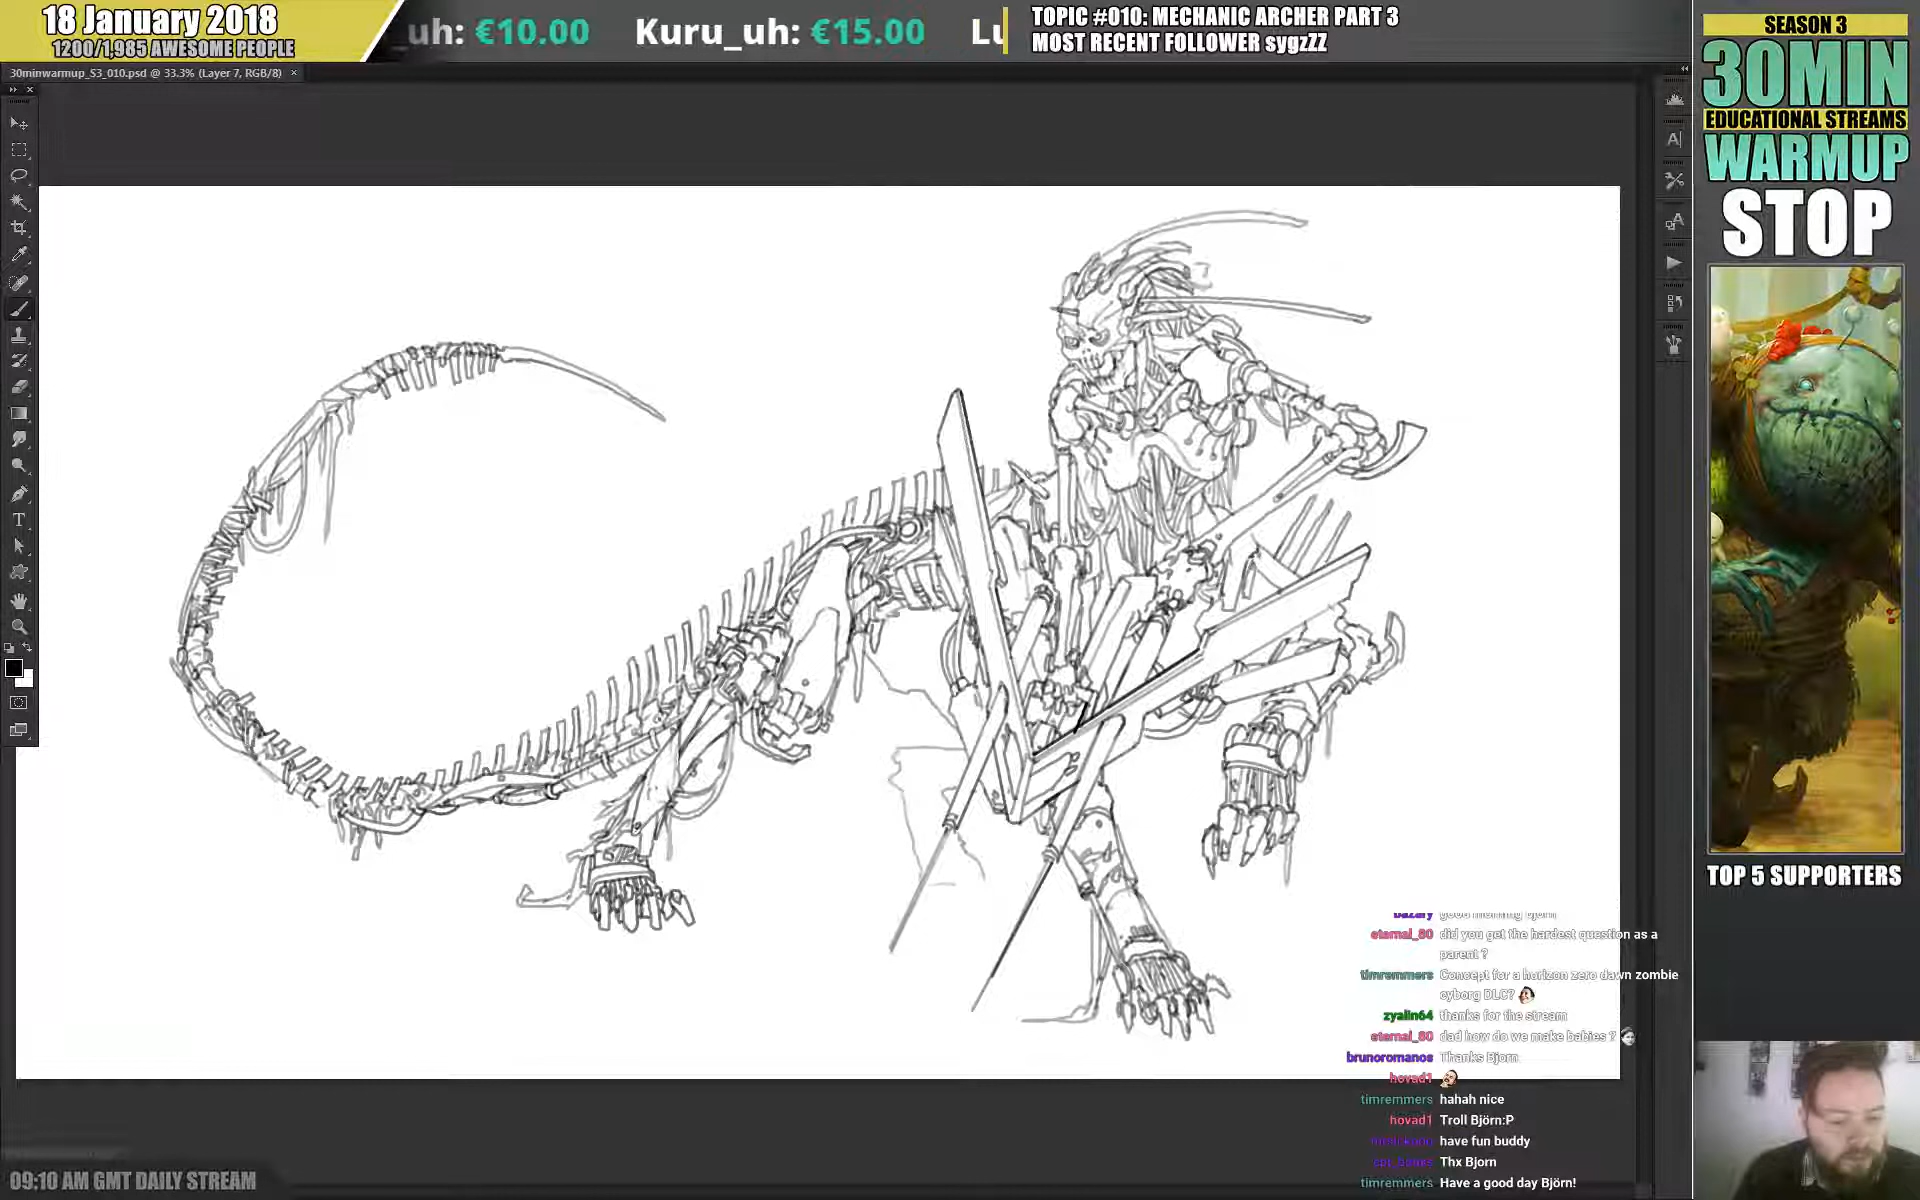 18 January 2018
1200/1,985 AWESOME PEOPLE
_uh: €10.00 Kuru_uh: €15.00 Lu
TOPIC #010: MECHANIC ARCHER PART 3
MOST RECENT FOLLOWER sygzZZ
SEASON 3
30MIN
EDUCATIONAL STREAMS
WARMUP
STOP
30minwarmup_S3_010.psd @ 33.3% (Layer 7, RGB/8) ×
TOP 5 SUPPORTERS
bazary good morning bjorn
eternal_80 did you get the hardest question as a
parent ?
timremmers Concept for a horizon zero dawn zombie
cyborg DLC?
zyalin64 thanks for the stream
eternal_80 dad how do we make babies ?
brunoromanos Thanks Bjorn
hovad1
timremmers hahah nice
hovad1 Troll Björn:P
have fun buddy
Thx Bjorn
timremmers Have a good day Björn!
09:10 AM GMT DAILY STREAM